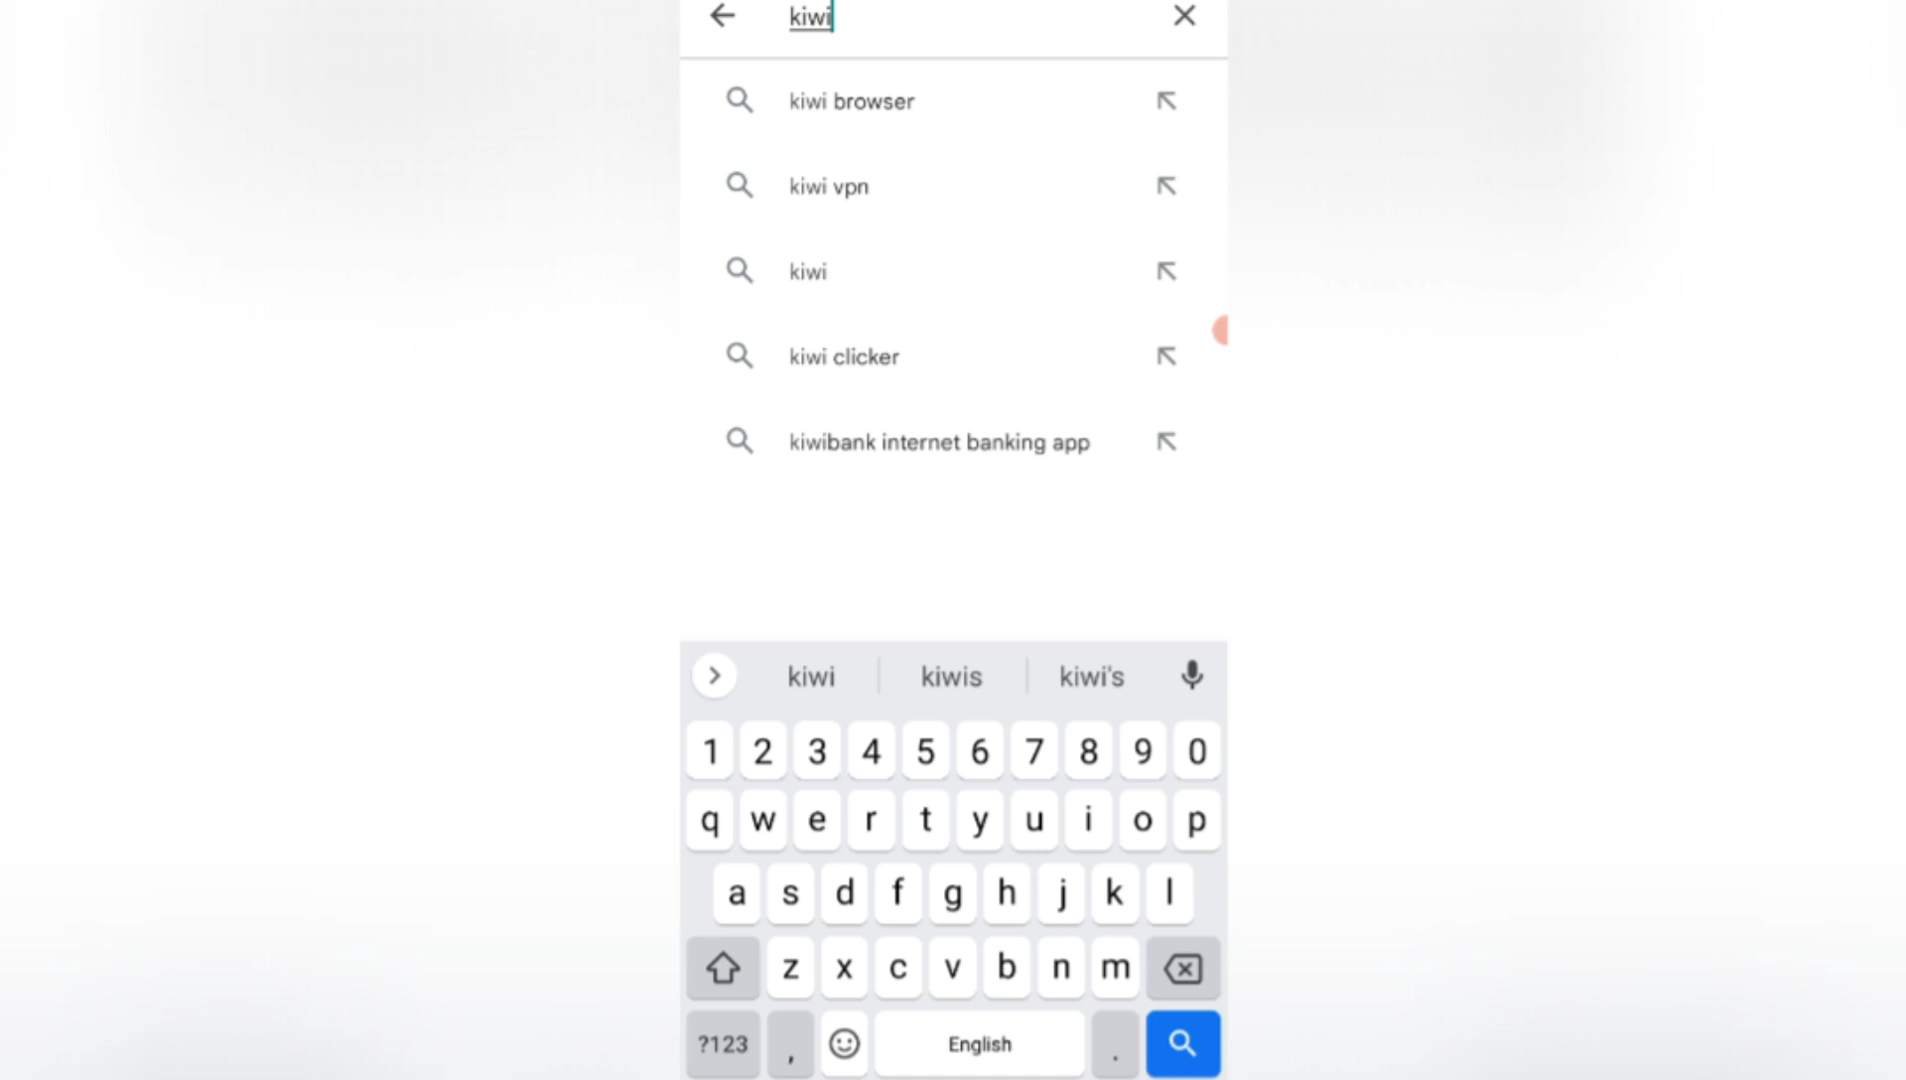 kiwi
kiwi browser
kiwi vpn
kiwi
kiwi clicker
kiwibank internet banking app
kiwi kiwis kiwi's
1 2 3 4 5 6 7 8 9 0
q w e r t y u i o p
a s d f g h j k l
z x c v b n m
?123 , English .